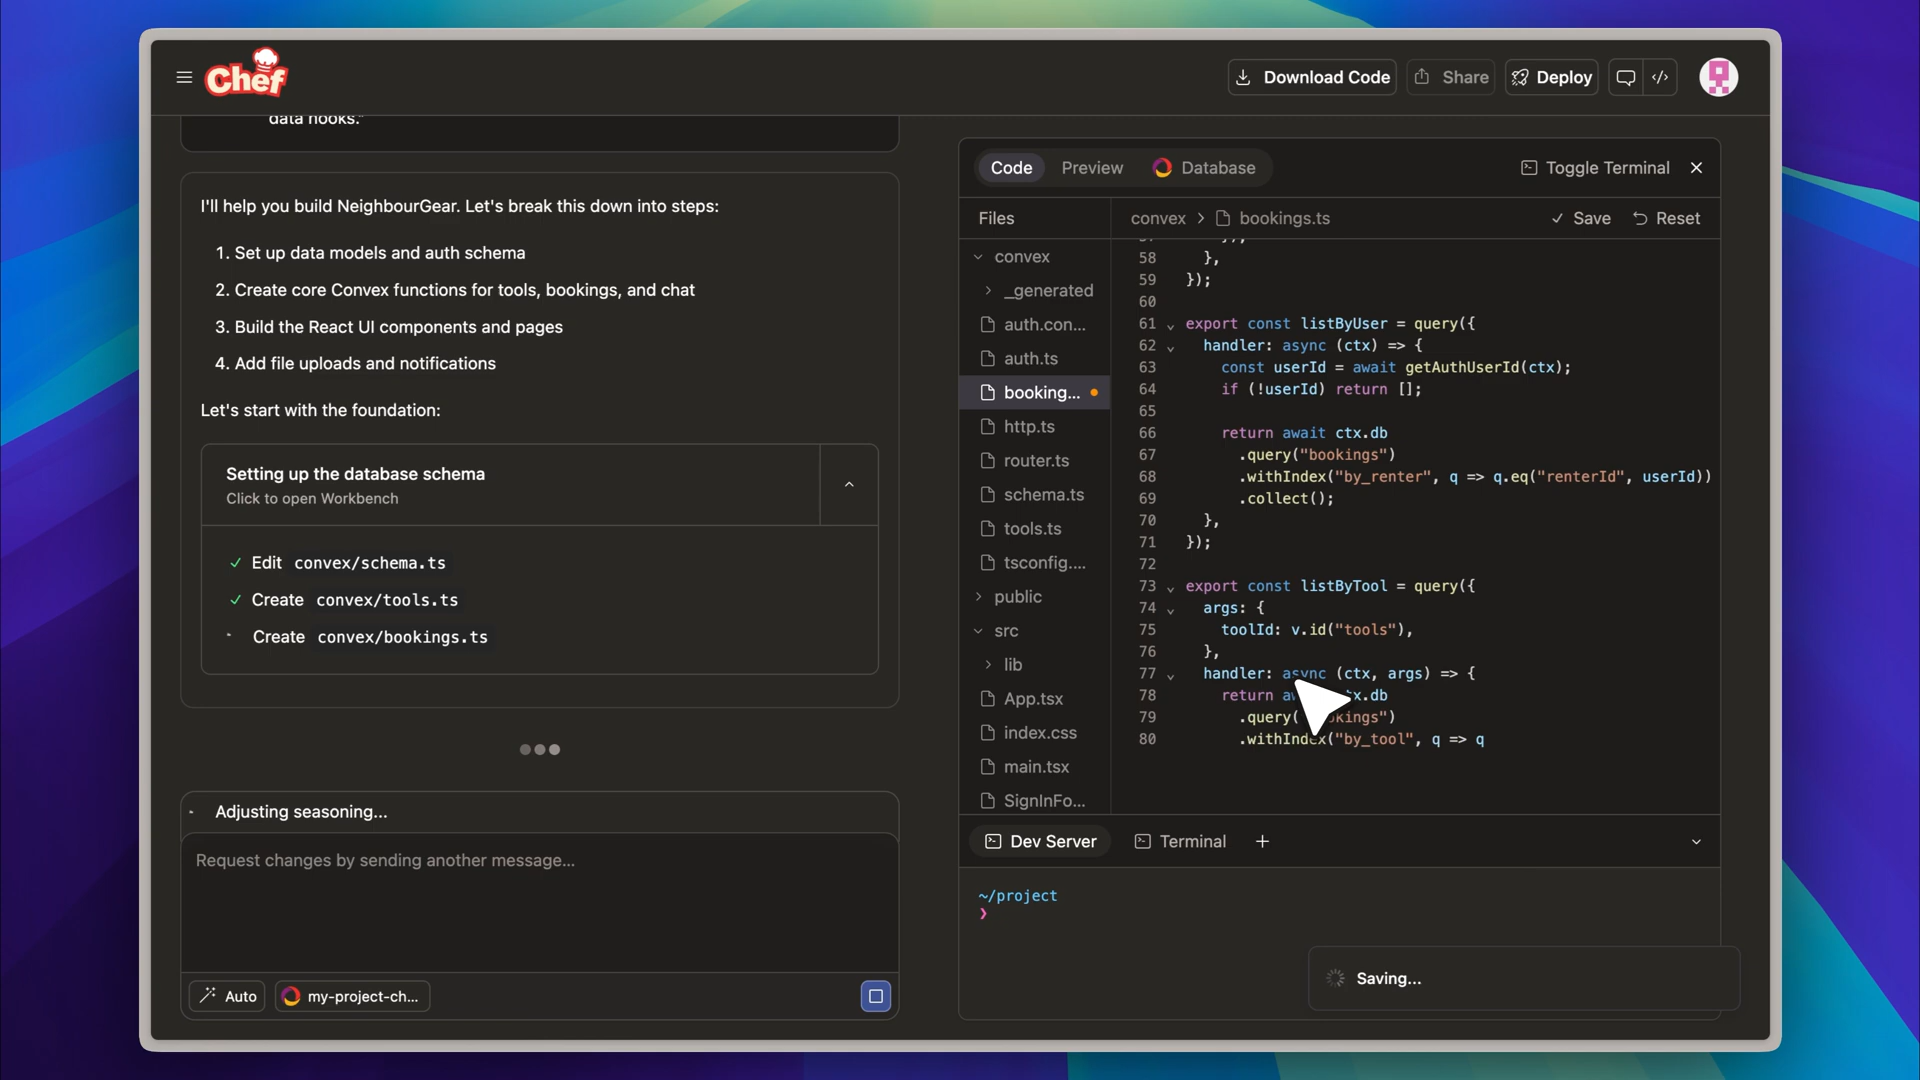 Chef
Download Code
Share
Deploy
data hooks."
I'll help you build NeighbourGear. Let's break this down into steps:
1. Set up data models and auth schema
2. Create core Convex functions for tools, bookings, and chat
3. Build the React UI components and pages
4. Add file uploads and notifications
Let's start with the foundation:
Setting up the database schema
Click to open Workbench
Edit convex/schema.ts
Create convex/tools.ts
Create convex/bookings.ts
Adjusting seasoning...
Request changes by sending another message...
Auto
my-project-ch...
Code
Preview
Database
Toggle Terminal
Files
convex > bookings.ts
Save
Reset
convex
_generated
auth.con...
auth.ts
booking...
http.ts
router.ts
schema.ts
tools.ts
tsconfig....
public
src
lib
App.tsx
index.css
main.tsx
SignInFo...
58 },
59 });
60
61 export const listByUser = query({
62 handler: async (ctx) => {
63 const userId = await getAuthUserId(ctx);
64 if (!userId) return [];
65
66 return await ctx.db
67 .query("bookings")
68 .withIndex("by_renter", q => q.eq("renterId", userId))
69 .collect();
70 },
71 });
72
73 export const listByTool = query({
74 args: {
75 toolId: v.id("tools"),
76 },
77 handler: async (ctx, args) => {
78 return ctx.db
79 .query("bookings")
80 .withIndex("by_tool", q => q
Dev Server
Terminal
+
~/project
❯
Saving...